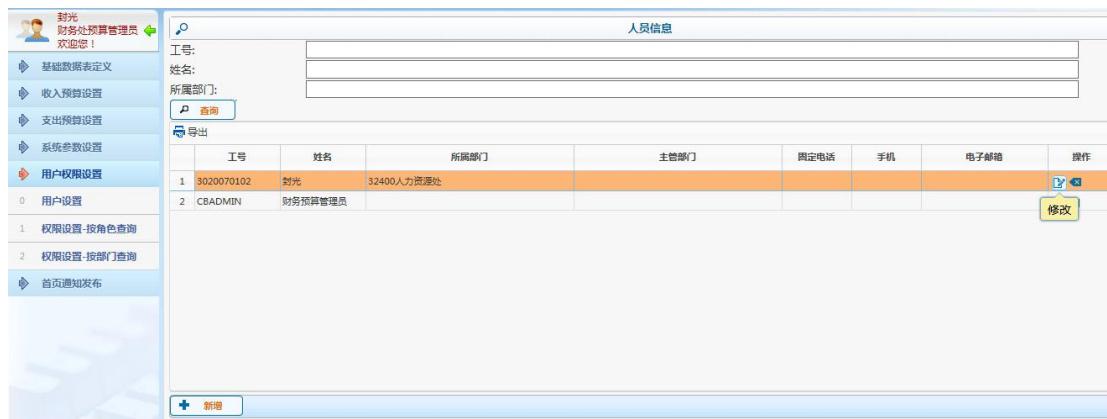 封光
财务处预算管理员
欢迎您！
基础数据表定义
收入预算设置
支出预算设置
系统参数设置
用户权限设置
0 用户设置
1 权限设置-按角色查询
2 权限设置-按部门查询
首页通知发布
人员信息
工号:
姓名:
所属部门:
查询
导出
工号 姓名 所属部门 主管部门 固定电话 手机 电子邮箱 操作
1 3020070102 封光 32400人力资源处
2 CBADMIN 财务预算管理员
修改
新增